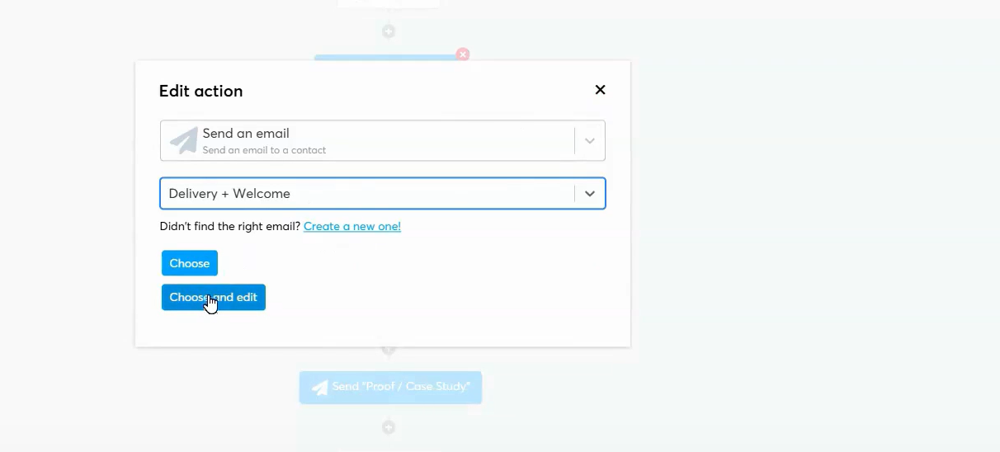 Edit action
Send an email
Send an email to a contact
Delivery + Welcome
Didn't find the right email? Create a new one!
Choose
Choose and edit
Send "Proof / Case Study"